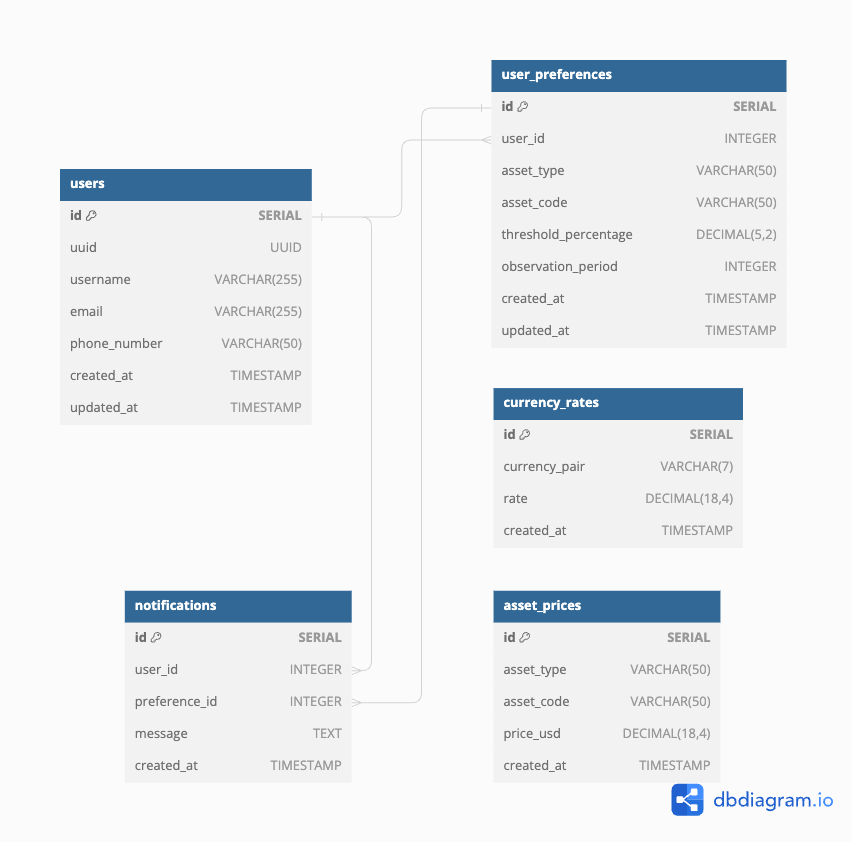 user_preferences
id SERIAL
user_id INTEGER
asset_type VARCHAR(50)
asset_code VARCHAR(50)
threshold_percentage DECIMAL(5,2)
observation_period INTEGER
created_at TIMESTAMP
updated_at TIMESTAMP
users
id SERIAL
uuid UUID
username VARCHAR(255)
email VARCHAR(255)
phone_number VARCHAR(50)
created_at TIMESTAMP
updated_at TIMESTAMP
currency_rates
id SERIAL
currency_pair VARCHAR(7)
rate DECIMAL(18,4)
created_at TIMESTAMP
notifications
id SERIAL
user_id INTEGER
preference_id INTEGER
message TEXT
created_at TIMESTAMP
asset_prices
id SERIAL
asset_type VARCHAR(50)
asset_code VARCHAR(50)
price_usd DECIMAL(18,4)
created_at TIMESTAMP
dbdiagram.io